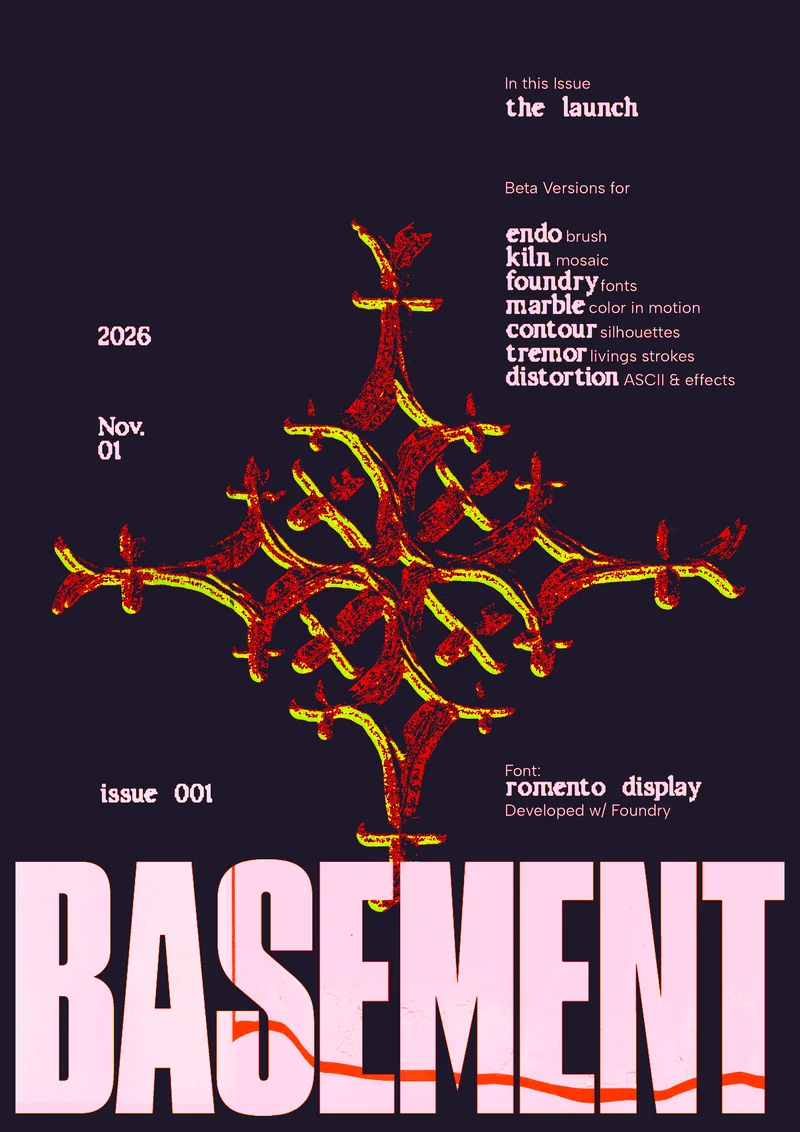 In this Issue
the launch
Beta Versions for
endo brush
kiln mosaic
foundry fonts
marble color in motion
contour silhouettes
tremor livings strokes
distortion ASCII & effects
2026
Nov.
01
issue 001
Font:
romento display
Developed w/ Foundry
BASEMENT